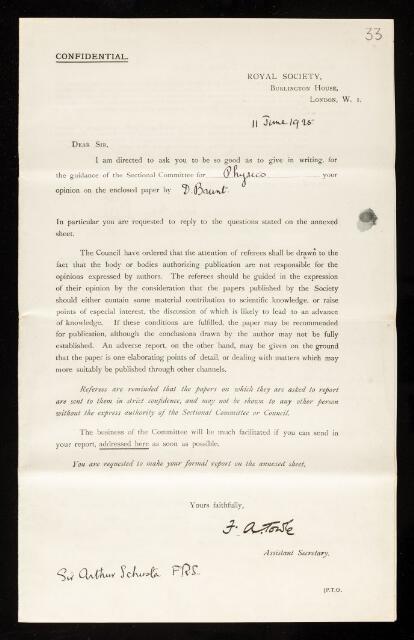 33
CONFIDENTIAL.
ROYAL SOCIETY,
BURLINGTON HOUSE,
LONDON, W. 1.
11 June 1925
DEAR SIR,
I am directed to ask you to be so good as to give in writing, for
the guidance of the Sectional Committee for Physics your
opinion on the enclosed paper by D. Brunt.
In particular you are requested to reply to the questions stated on the annexed
sheet.
The Council have ordered that the attention of referees shall be drawn to the
fact that the body or bodies authorizing publication are not responsible for the
opinions expressed by authors. The referees should be guided in the expression
of their opinion by the consideration that the papers published by the Society
should either contain some material contribution to scientific knowledge, or raise
points of especial interest, the discussion of which is likely to lead to an advance
of knowledge. If these conditions are fulfilled, the paper may be recommended
for publication, although the conclusions drawn by the author may not be fully
established. An adverse report, on the other hand, may be given on the ground
that the paper is one elaborating points of detail, or dealing with matters which may
more suitably be published through other channels.
Referees are reminded that the papers on which they are asked to report
are sent to them in strict confidence, and may not be shown to any other person
without the express authority of the Sectional Committee or Council.
The business of the Committee will be much facilitated if you can send in
your report, addressed here as soon as possible.
You are requested to make your formal report on the annexed sheet.
Yours faithfully,
F. A. Towle
Assistant Secretary.
Sir Arthur Schuster FRS.
[P.T.O.